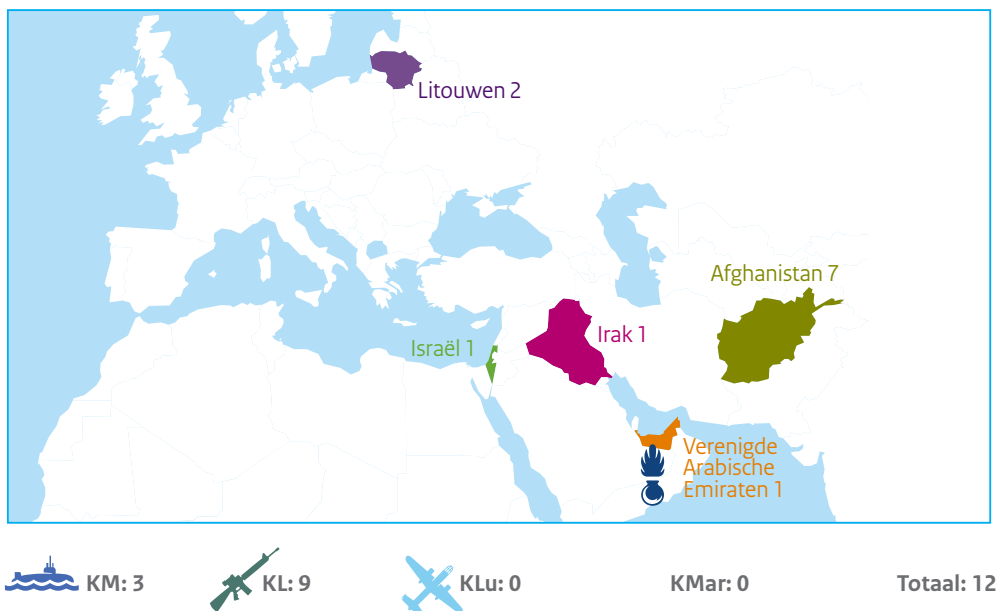 Litouwen 2
Afghanistan 7
Irak 1
Israël 1
Verenigde
Arabische
Emiraten 1
KM: 3
KL: 9
KLu: 0
KMar: 0
Totaal: 12